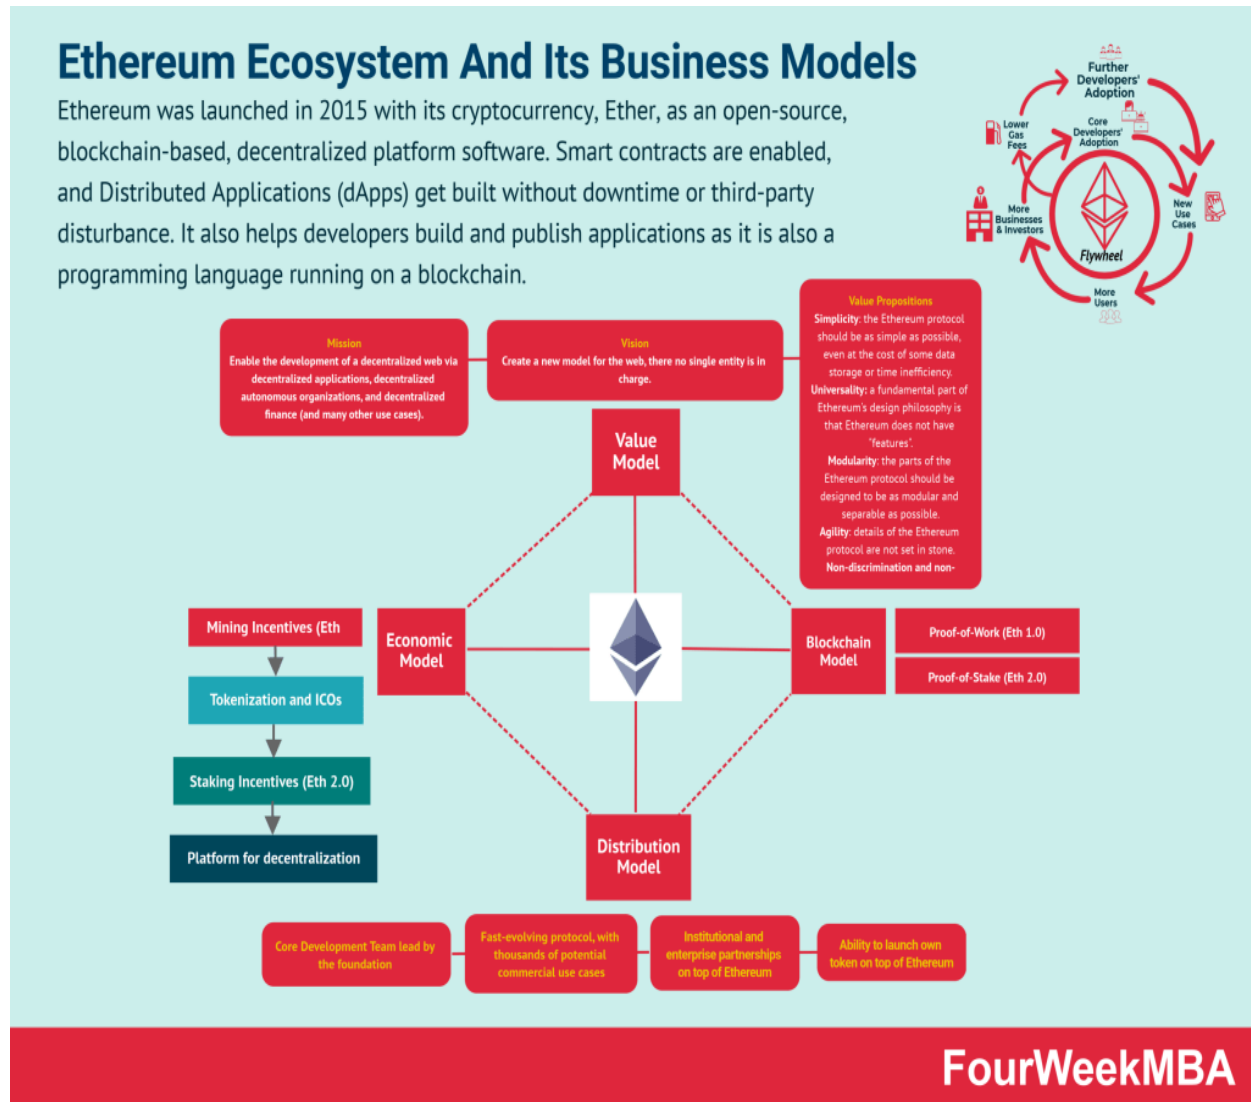 Ethereum Ecosystem And Its Business Models
Ethereum was launched in 2015 with its cryptocurrency, Ether, as an open-source,
blockchain-based, decentralized platform software. Smart contracts are enabled,
and Distributed Applications (dApps) get built without downtime or third-party
disturbance. It also helps developers build and publish applications as it is also a
programming language running on a blockchain.
Further
Developers'
Adoption
Core
Developers'
Adoption
Lower
Gas
Fees
More
Businesses
& Investors
New
Use
Cases
Flywheel
More
Users
Mission
Enable the development of a decentralized web via
decentralized applications, decentralized
autonomous organizations, and decentralized
finance (and many other use cases).
Vision
Create a new model for the web, there no single entity is in
charge.
Value Propositions
Simplicity: the Ethereum protocol
should be as simple as possible,
even at the cost of some data
storage or time inefficiency.
Universality: a fundamental part of
Ethereum's design philosophy is
that Ethereum does not have
"features".
Modularity: the parts of the
Ethereum protocol should be
designed to be as modular and
separable as possible.
Agility: details of the Ethereum
protocol are not set in stone.
Non-discrimination and non-
Value
Model
Mining Incentives (Eth
Tokenization and ICOs
Staking Incentives (Eth 2.0)
Platform for decentralization
Economic
Model
Blockchain
Model
Proof-of-Work (Eth 1.0)
Proof-of-Stake (Eth 2.0)
Distribution
Model
Core Development Team lead by
the foundation
Fast-evolving protocol, with
thousands of potential
commercial use cases
Institutional and
enterprise partnerships
on top of Ethereum
Ability to launch own
token on top of Ethereum
FourWeekMBA